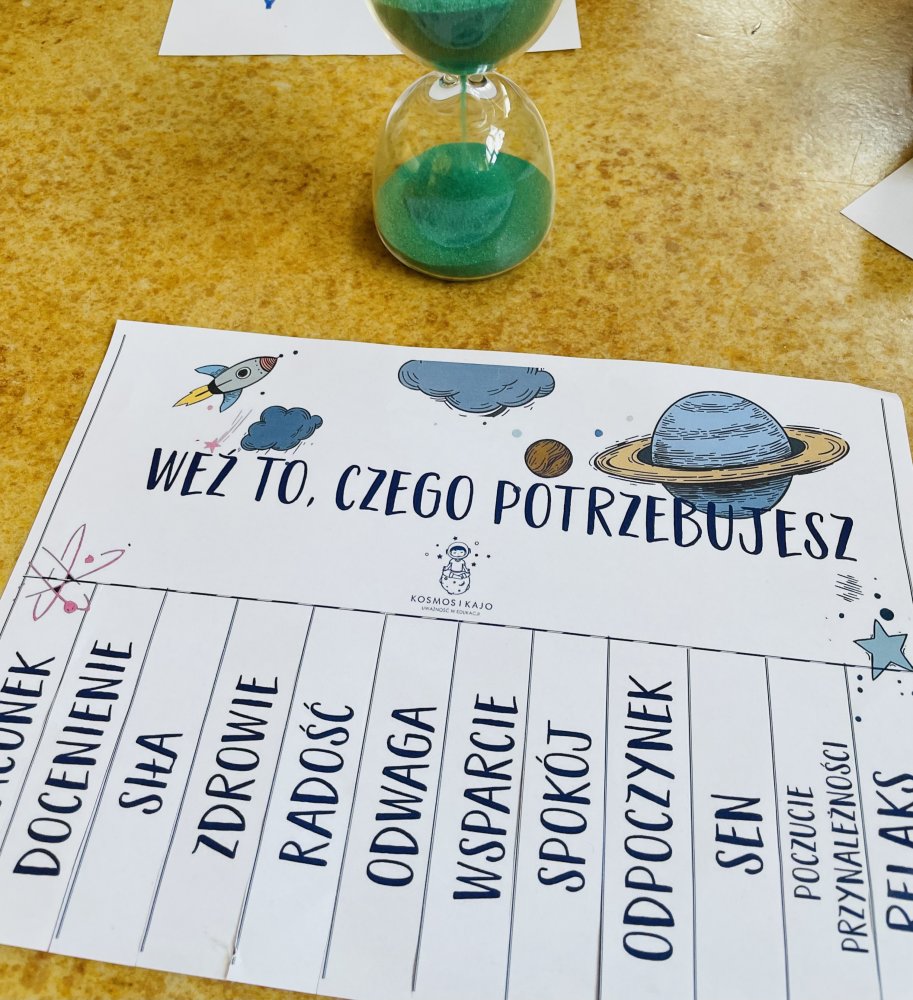 WEŹ TO, CZEGO POTRZEBUJESZ
KOSMOS I KAJO
UWAŻNOŚĆ W EDUKACJI
DOCENIENIE
SIŁA
ZDROWIE
RADOŚĆ
ODWAGA
WSPARCIE
SPOKÓJ
ODPOCZYNEK
SEN
POCZUCIE
PRZYNALEŻNOŚCI
RELAKS